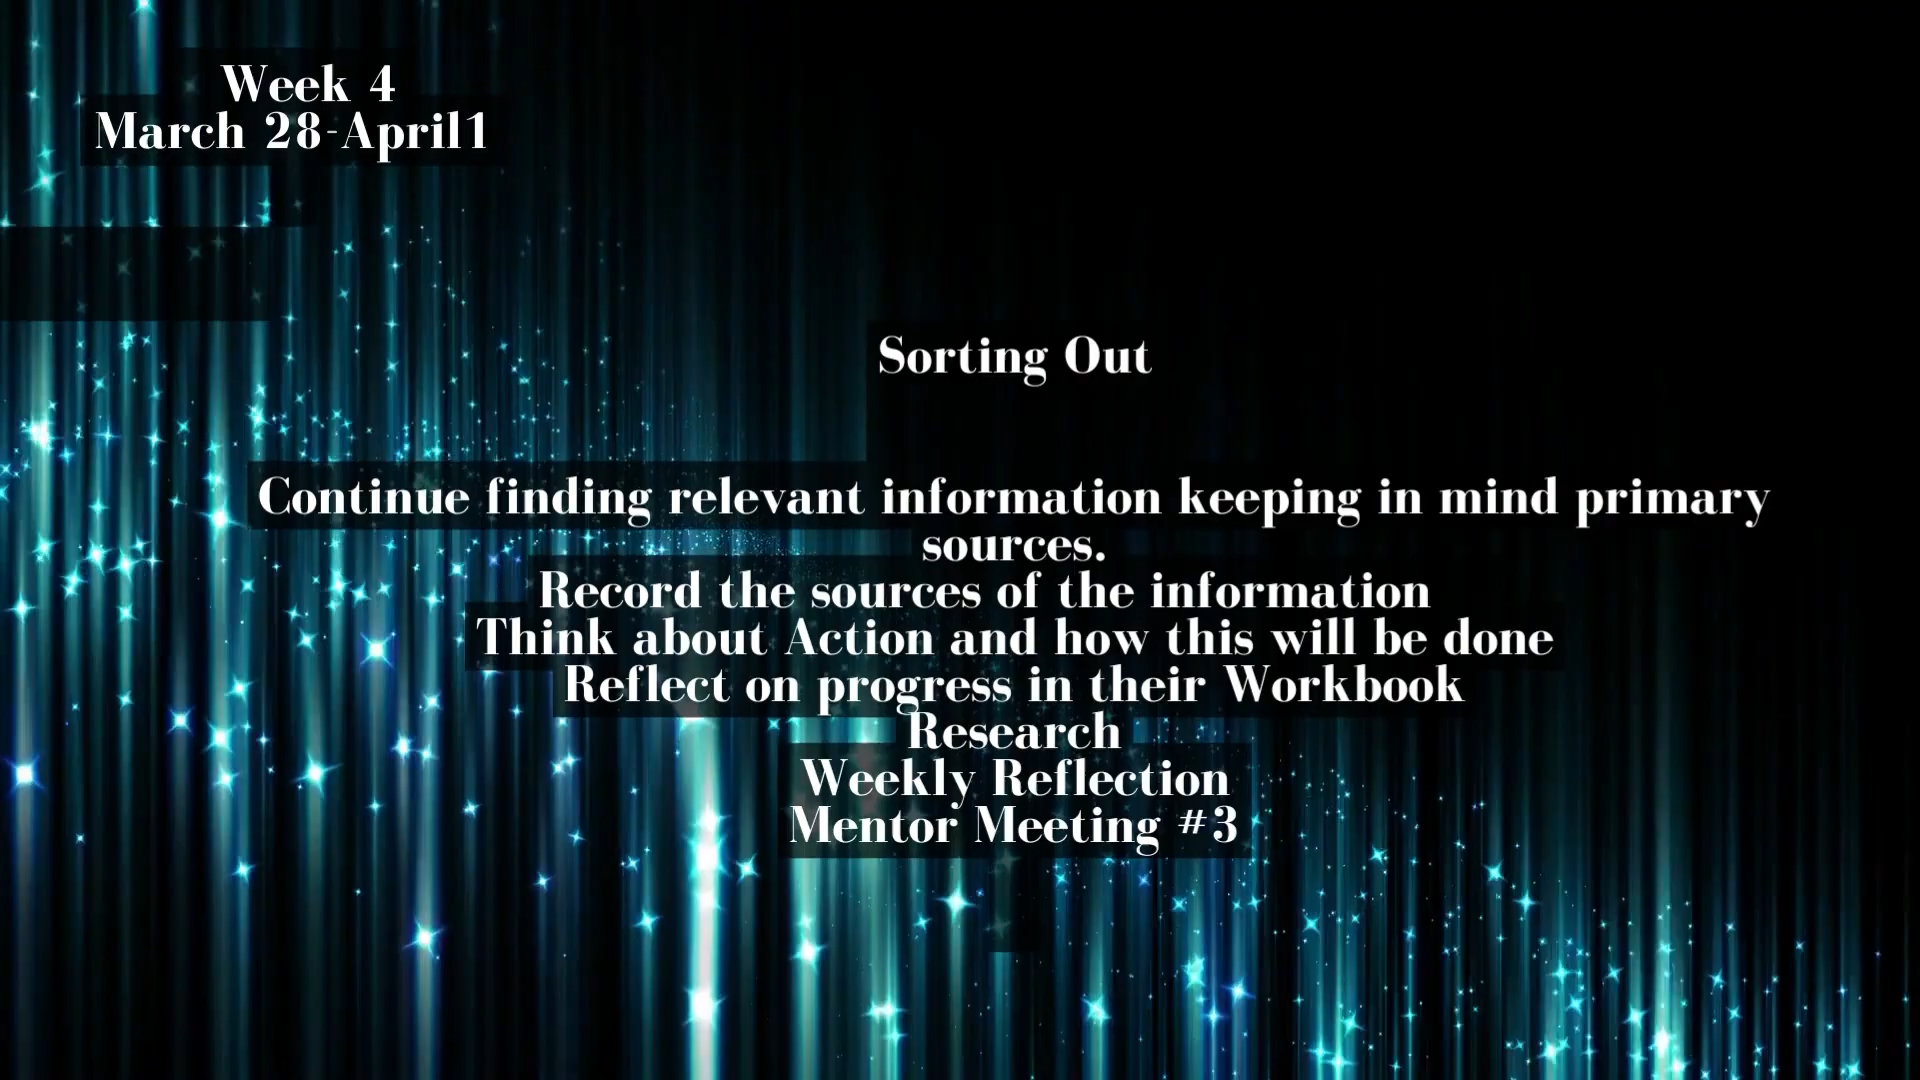 Week 4
March 28-April1
Sorting Out
Continue finding relevant information keeping in mind primary
sources.
Record the sources of the information
Think about Action and how this will be done
Reflect on progress in their Workbook
Research
Weekly Reflection
Mentor Meeting #3